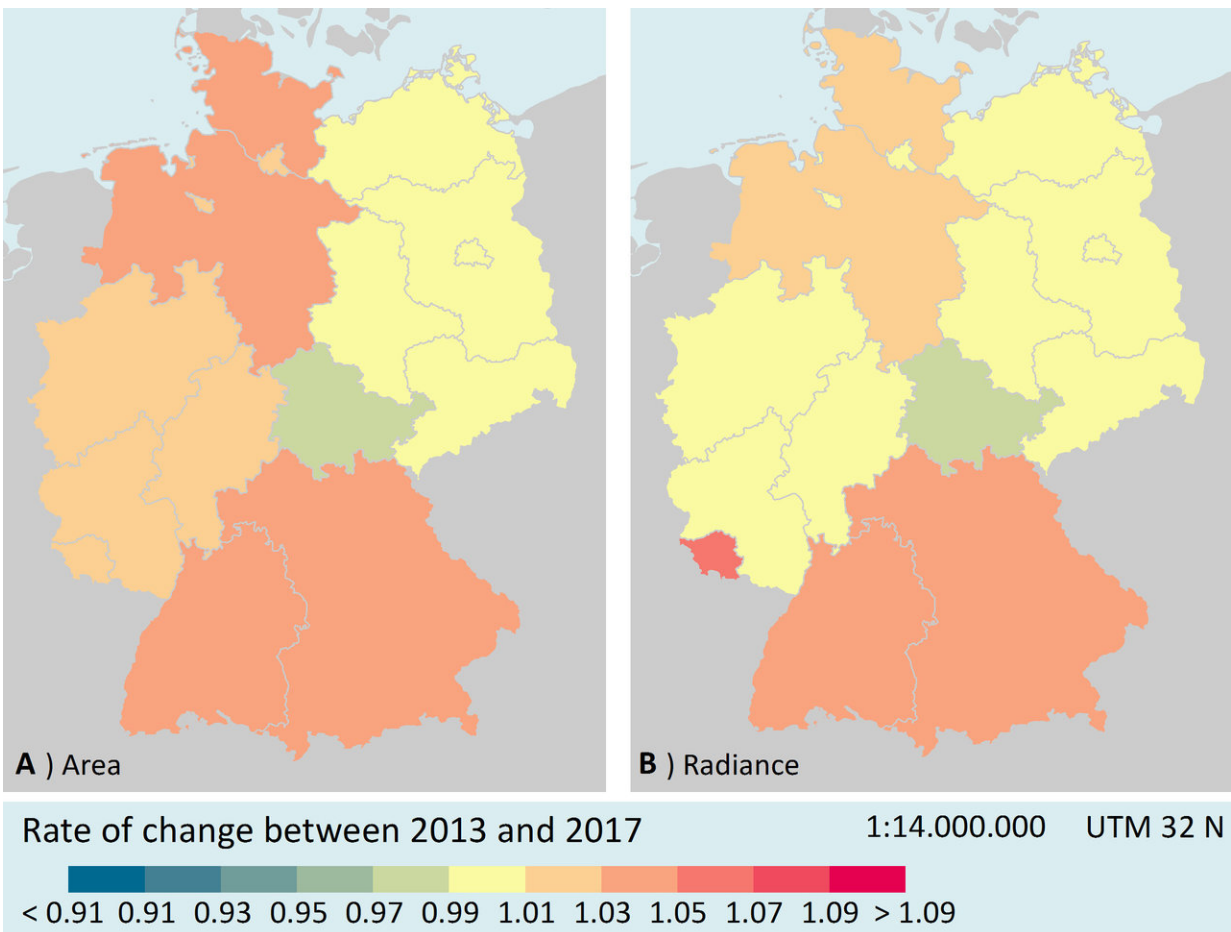 A ) Area
B ) Radiance
Rate of change between 2013 and 2017
1:14.000.000 UTM 32 N
< 0.91 0.91 0.93 0.95 0.97 0.99 1.01 1.03 1.05 1.07 1.09 > 1.09